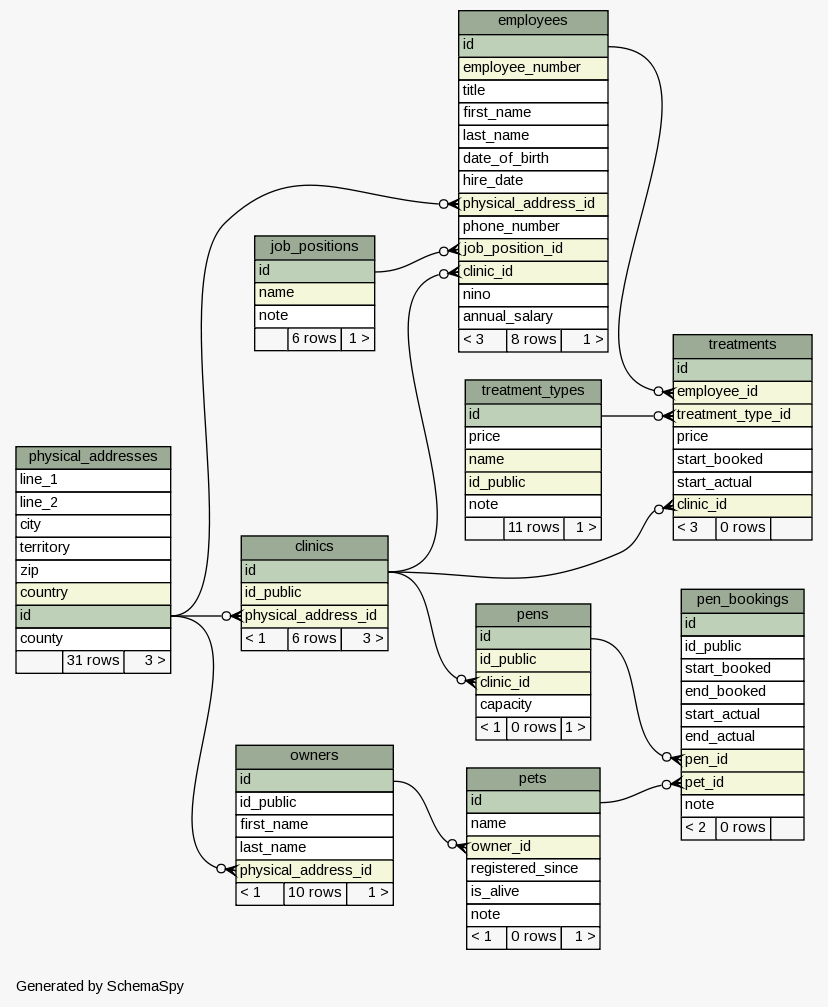 employees
id
employee_number
title
first_name
last_name
date_of_birth
hire_date
physical_address_id
phone_number
job_position_id
clinic_id
nino
annual_salary
< 3 8 rows 1 >
job_positions
id
name
note
6 rows 1 >
treatments
id
employee_id
treatment_type_id
price
start_booked
start_actual
clinic_id
< 3 0 rows
treatment_types
id
price
name
id_public
note
11 rows 1 >
physical_addresses
line_1
line_2
city
territory
zip
country
id
county
31 rows 3 >
clinics
id
id_public
physical_address_id
< 1 6 rows 3 >
pens
id
id_public
clinic_id
capacity
< 1 0 rows 1 >
pen_bookings
id
id_public
start_booked
end_booked
start_actual
end_actual
pen_id
pet_id
note
< 2 0 rows
owners
id
id_public
first_name
last_name
physical_address_id
< 1 10 rows 1 >
pets
id
name
owner_id
registered_since
is_alive
note
< 1 0 rows 1 >
Generated by SchemaSpy